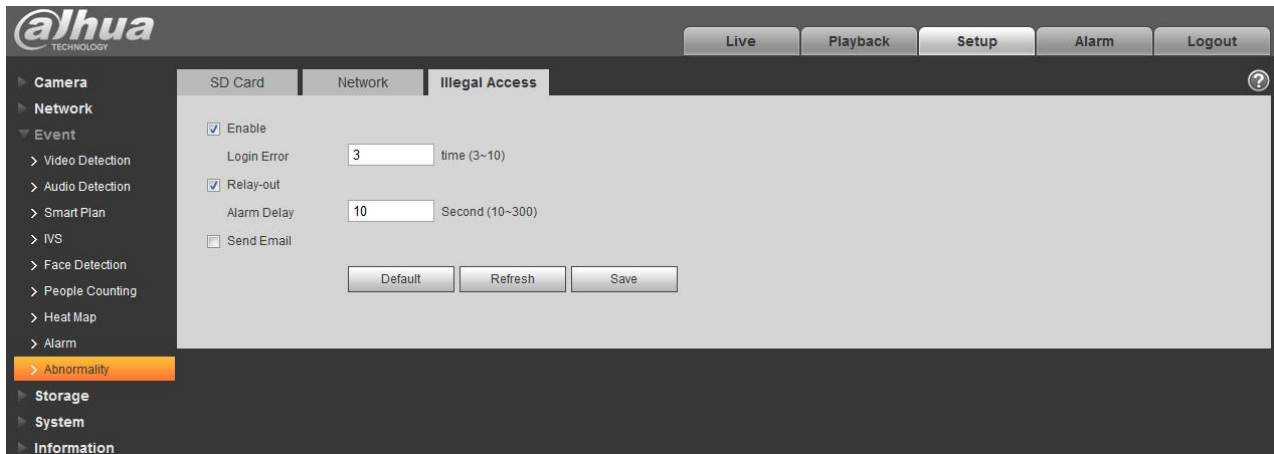 alhua
TECHNOLOGY
Live Playback Setup Alarm Logout
Camera
Network
Event
Video Detection
Audio Detection
Smart Plan
IVS
Face Detection
People Counting
Heat Map
Alarm
Abnormality
Storage
System
Information
SD Card Network Illegal Access ?
Enable
Login Error 3 time (3~10)
Relay-out
Alarm Delay 10 Second (10~300)
Send Email
Default Refresh Save